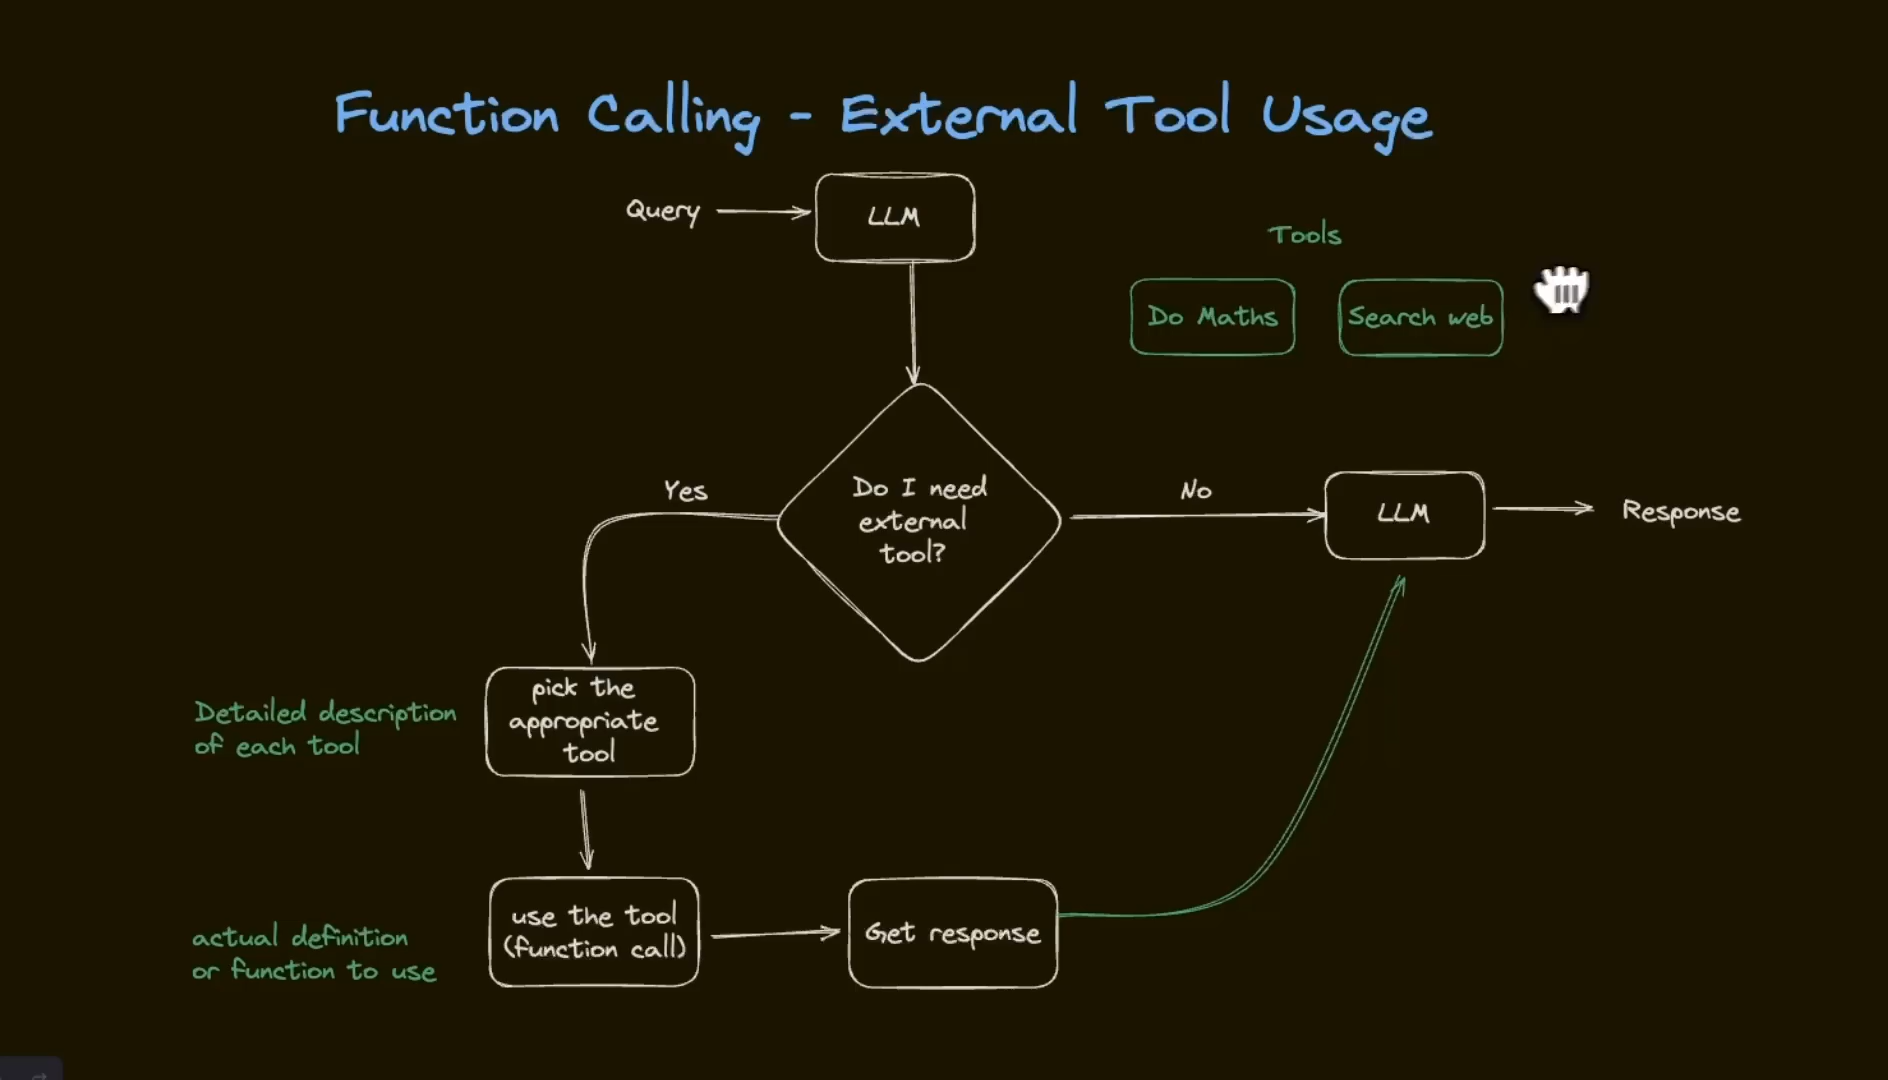 Function Calling - External Tool Usage
Query
LLM
Tools
Do Maths
Search web
Do I need
external
tool?
Yes
No
LLM
Response
Detailed description
of each tool
pick the
appropriate
tool
actual definition
or function to use
use the tool
(function call)
Get response